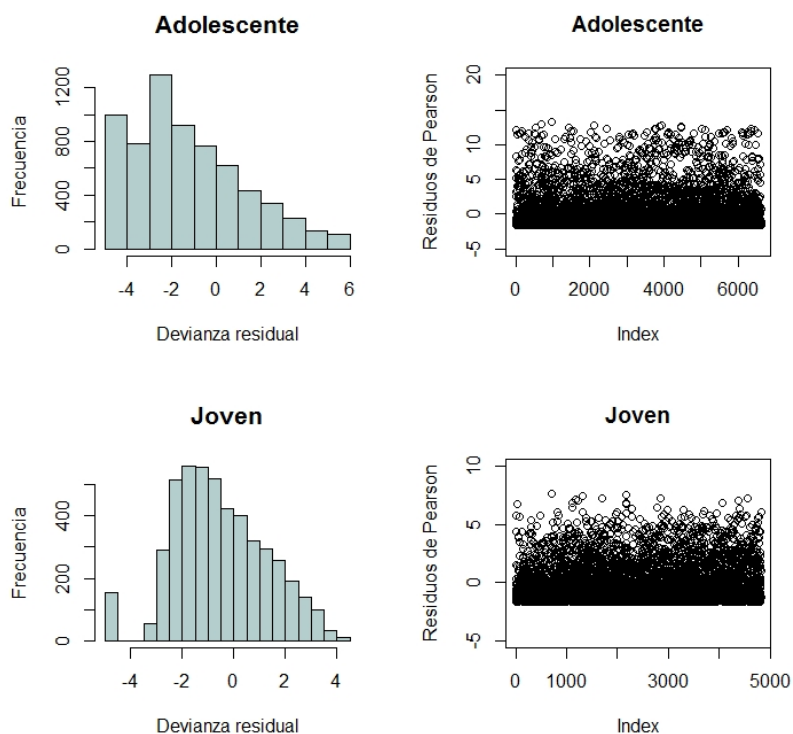 Adolescente
Frecuencia
0 400 800 1200
-4 -2 0 2 4 6
Devianza residual
Adolescente
Residuos de Pearson
-5 0 5 10 20
0 2000 4000 6000
Index
Joven
Frecuencia
0 200 400
-4 -2 0 2 4
Devianza residual
Joven
Residuos de Pearson
-5 0 5 10
0 1000 3000 5000
Index